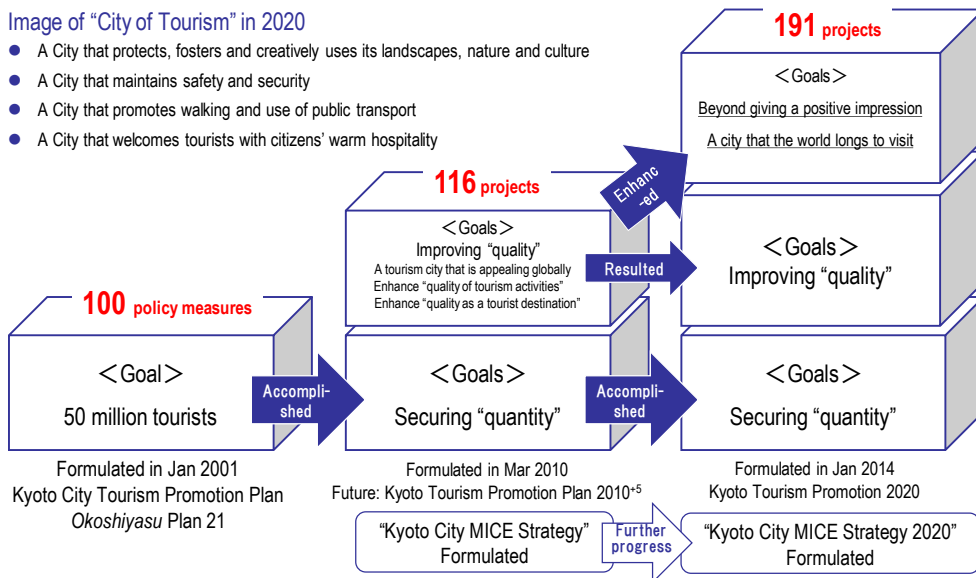 Image of “City of Tourism” in 2020
● A City that protects, fosters and creatively uses its landscapes, nature and culture
● A City that maintains safety and security
● A City that promotes walking and use of public transport
● A City that welcomes tourists with citizens’ warm hospitality
100 policy measures
＜Goal＞
50 million tourists
Formulated in Jan 2001
Kyoto City Tourism Promotion Plan
Okoshiyasu Plan 21
Accompli-
shed
116 projects
＜Goals＞
Improving “quality”
A tourism city that is appealing globally
Enhance “quality of tourism activities”
Enhance “quality as a tourist destination”
＜Goals＞
Securing “quantity”
Formulated in Mar 2010
Future: Kyoto Tourism Promotion Plan 2010+5
“Kyoto City MICE Strategy”
Formulated
Enhanc
-ed
Resulted
Accompli-
shed
Further
progress
191 projects
＜Goals＞
Beyond giving a positive impression
A city that the world longs to visit
＜Goals＞
Improving “quality”
＜Goals＞
Securing “quantity”
Formulated in Jan 2014
Kyoto Tourism Promotion 2020
“Kyoto City MICE Strategy 2020”
Formulated